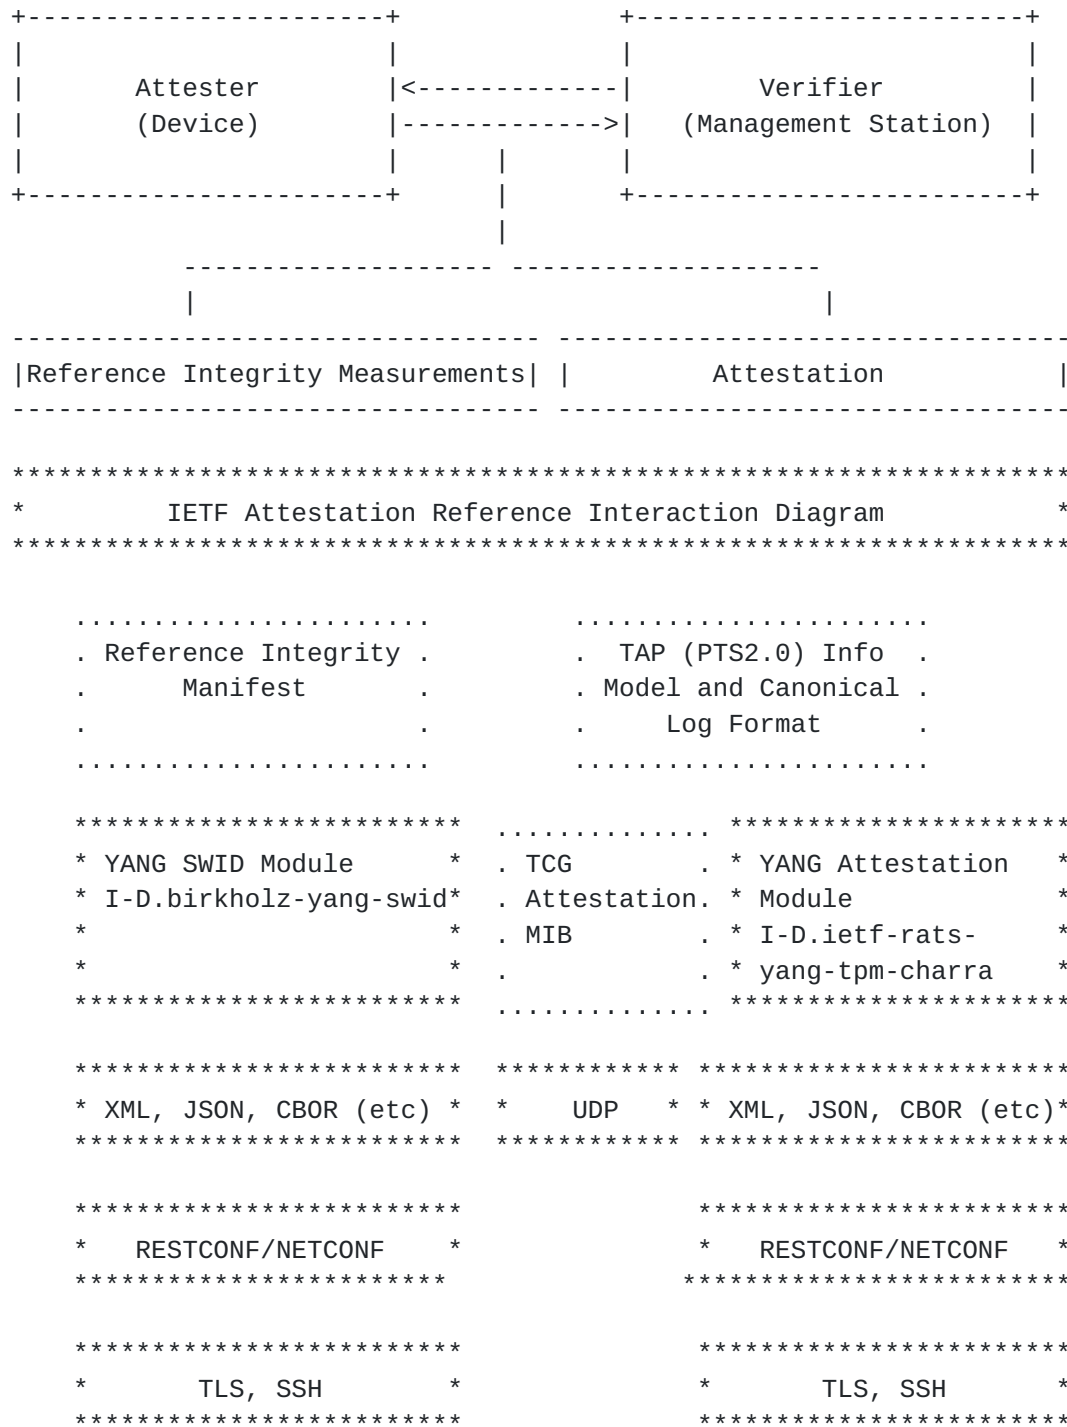 Attester Verifier
(Device) (Management Station)
Reference Integrity Measurements Attestation
IETF Attestation Reference Interaction Diagram
Reference Integrity TAP (PTS2.0) Info
Manifest Model and Canonical
Log Format
YANG SWID Module TCG YANG Attestation
I-D.birkholz-yang-swid Attestation Module
MIB I-D.ietf-rats-
yang-tpm-charra
XML, JSON, CBOR (etc) UDP XML, JSON, CBOR (etc)
RESTCONF/NETCONF RESTCONF/NETCONF
TLS, SSH TLS, SSH